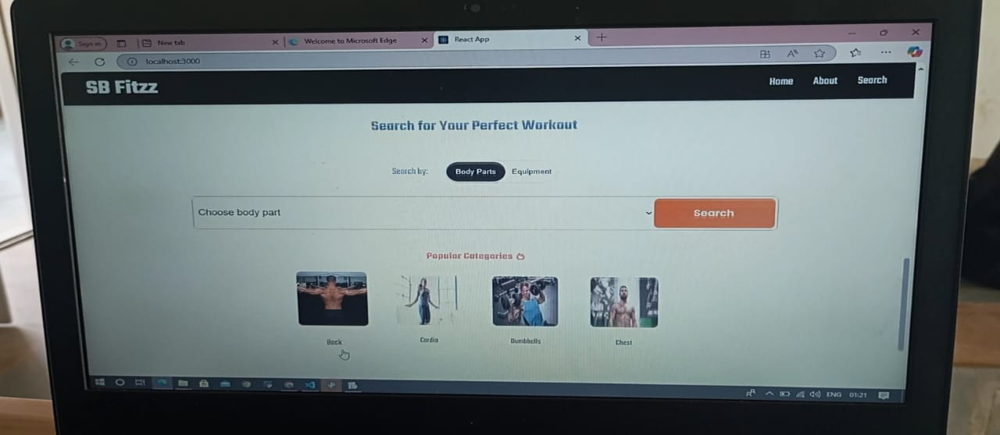 Sign in
New tab
Welcome to Microsoft Edge
React App
localhost:3000
SB Fitzz
Home About Search
Search for Your Perfect Workout
Search by: Body Parts Equipment
Choose body part
Search
Popular Categories
Back Cardio Dumbbells Chest
ENG 01:21